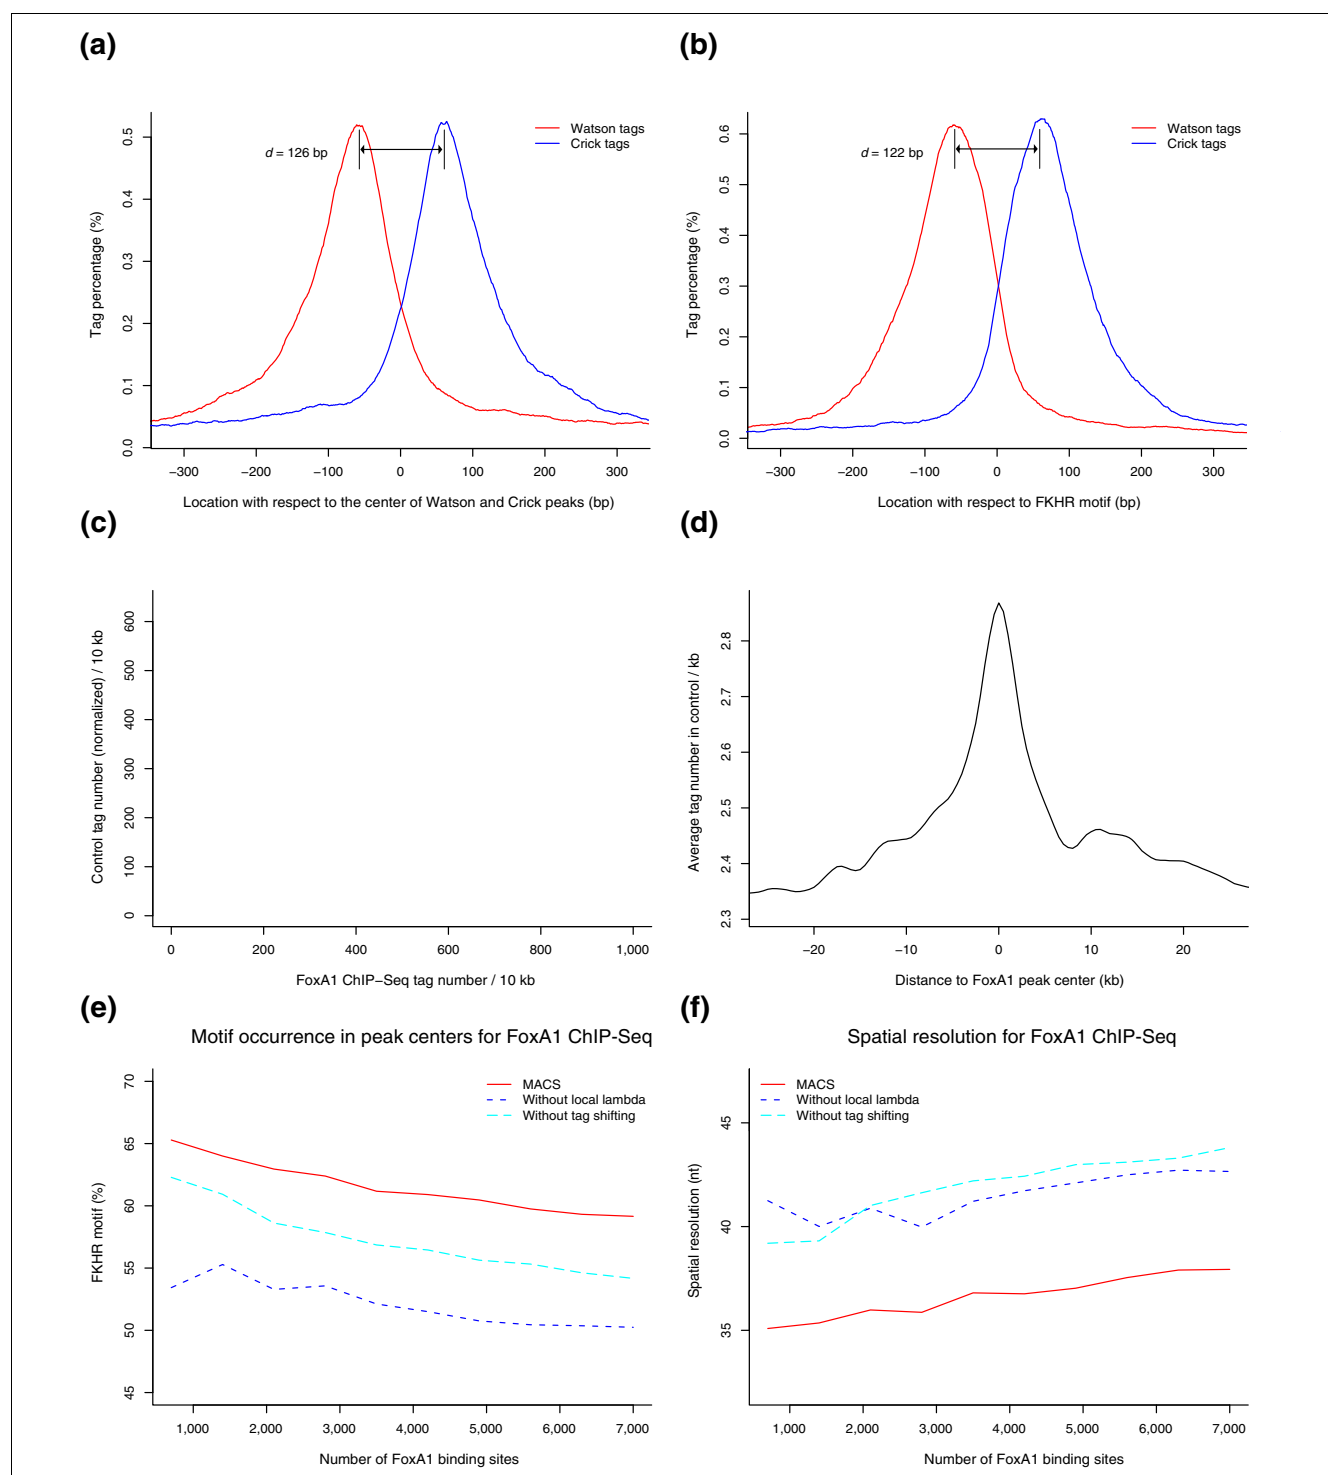 (a)
Watson tags
Crick tags
d = 126 bp
Tag percentage (%)
0.0 0.1 0.2 0.3 0.4 0.5
−300 −200 −100 0 100 200 300
Location with respect to the center of Watson and Crick peaks (bp)
(b)
Watson tags
Crick tags
d = 122 bp
Tag percentage (%)
0.0 0.1 0.2 0.3 0.4 0.5 0.6
−300 −200 −100 0 100 200 300
Location with respect to FKHR motif (bp)
(c)
Control tag number (normalized) / 10 kb
0 100 200 300 400 500 600
0 200 400 600 800 1,000
FoxA1 ChIP−Seq tag number / 10 kb
(d)
Average tag number in control / kb
2.3 2.4 2.5 2.6 2.7 2.8
−20 −10 0 10 20
Distance to FoxA1 peak center (kb)
(e)
Motif occurrence in peak centers for FoxA1 ChIP-Seq
MACS
Without local lambda
Without tag shifting
FKHR motif (%)
45 50 55 60 65 70
1,000 2,000 3,000 4,000 5,000 6,000 7,000
Number of FoxA1 binding sites
(f)
Spatial resolution for FoxA1 ChIP-Seq
MACS
Without local lambda
Without tag shifting
Spatial resolution (nt)
35 40 45
1,000 2,000 3,000 4,000 5,000 6,000 7,000
Number of FoxA1 binding sites